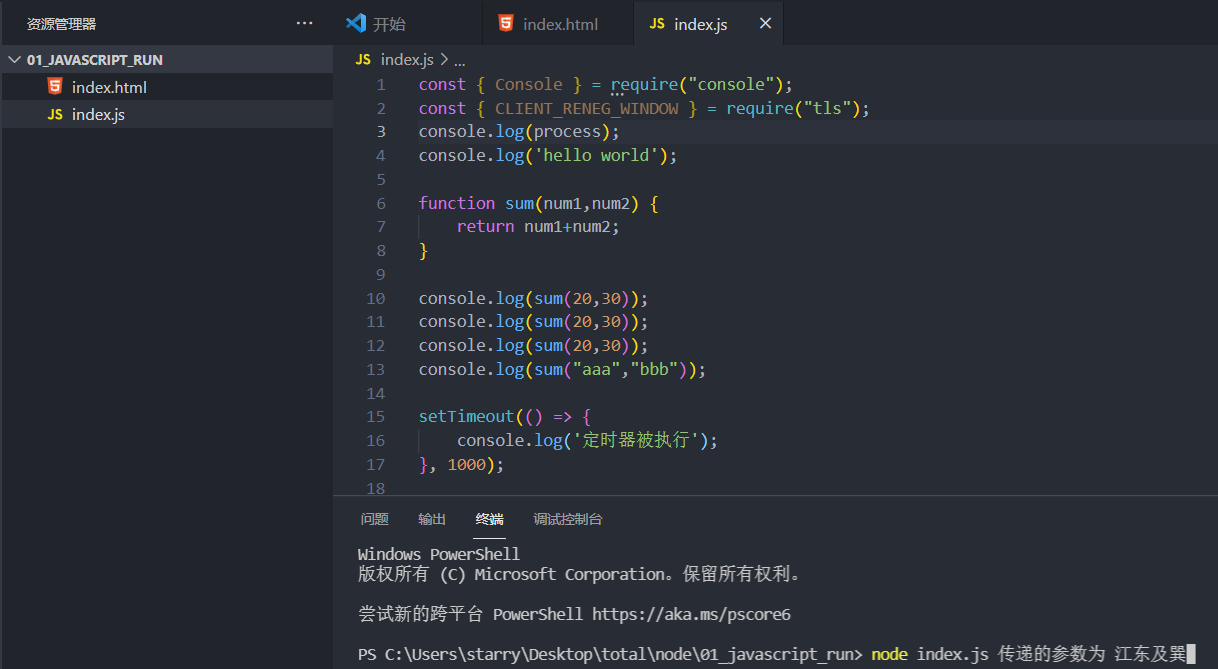 资源管理器 ...
开始 index.html JS index.js
01_JAVASCRIPT_RUN
index.html
JS index.js
JS index.js > ...
1 const { Console } = require("console");
2 const { CLIENT_RENEG_WINDOW } = require("tls");
3 console.log(process);
4 console.log('hello world');
5
6 function sum(num1,num2) {
7 return num1+num2;
8 }
9
10 console.log(sum(20,30));
11 console.log(sum(20,30));
12 console.log(sum(20,30));
13 console.log(sum("aaa","bbb"));
14
15 setTimeout(() => {
16 console.log('定时器被执行');
17 }, 1000);
18
问题 输出 终端 调试控制台
Windows PowerShell
版权所有 (C) Microsoft Corporation。保留所有权利。
尝试新的跨平台 PowerShell https://aka.ms/pscore6
PS C:\Users\starry\Desktop\total\node\01_javascript_run> node index.js 传递的参数为 江东及巽